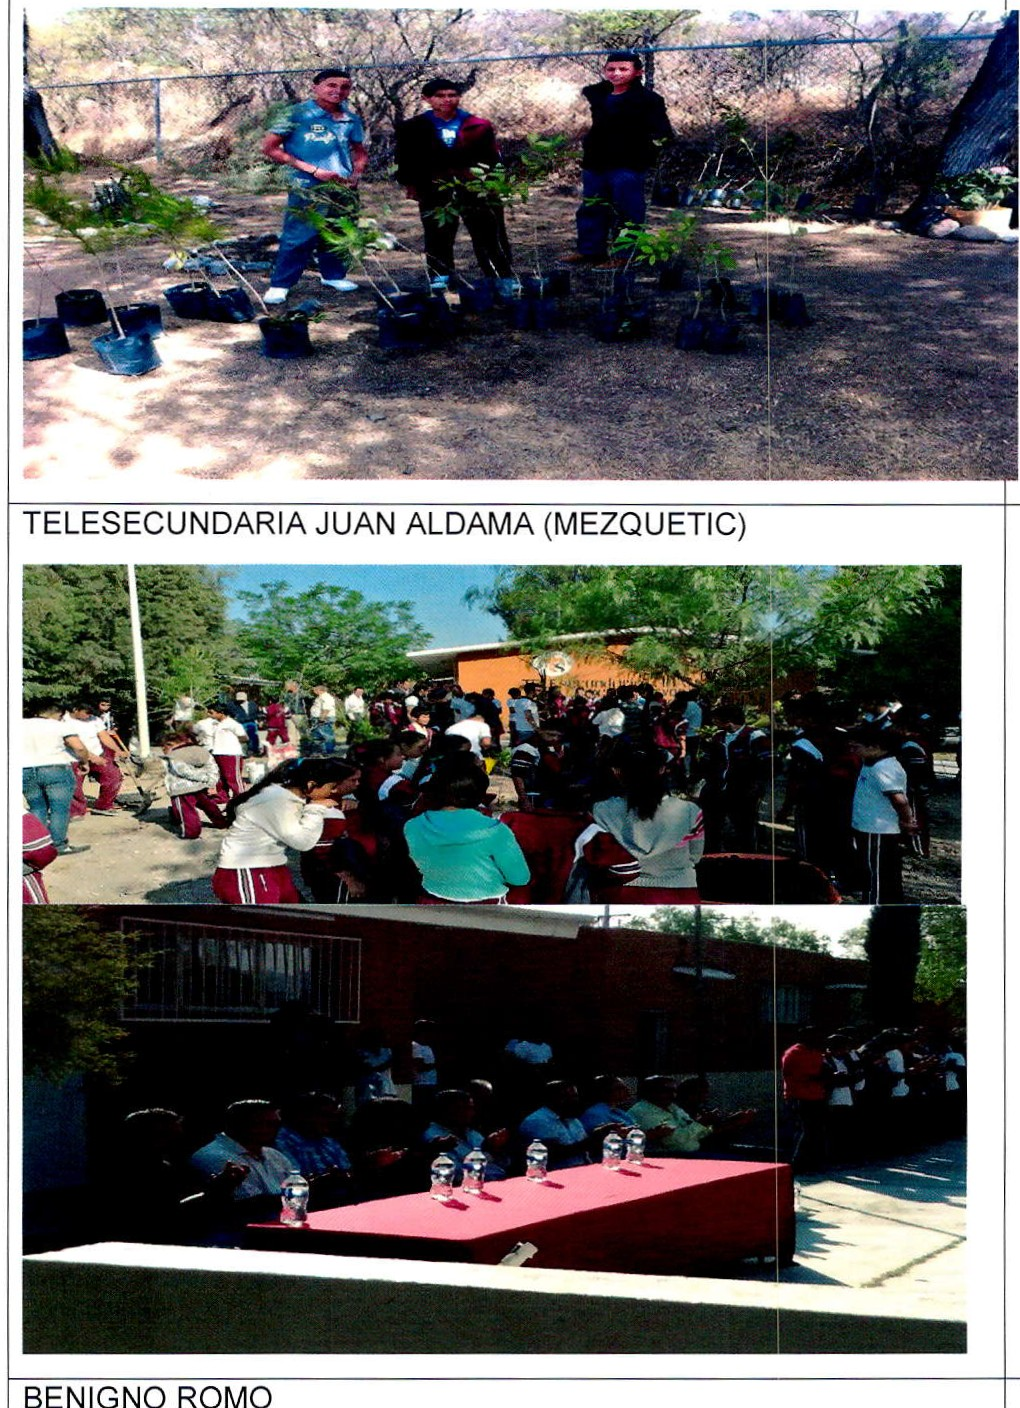 TELESECUNDARIA JUAN ALDAMA (MEZQUETIC)
BENIGNO ROMO